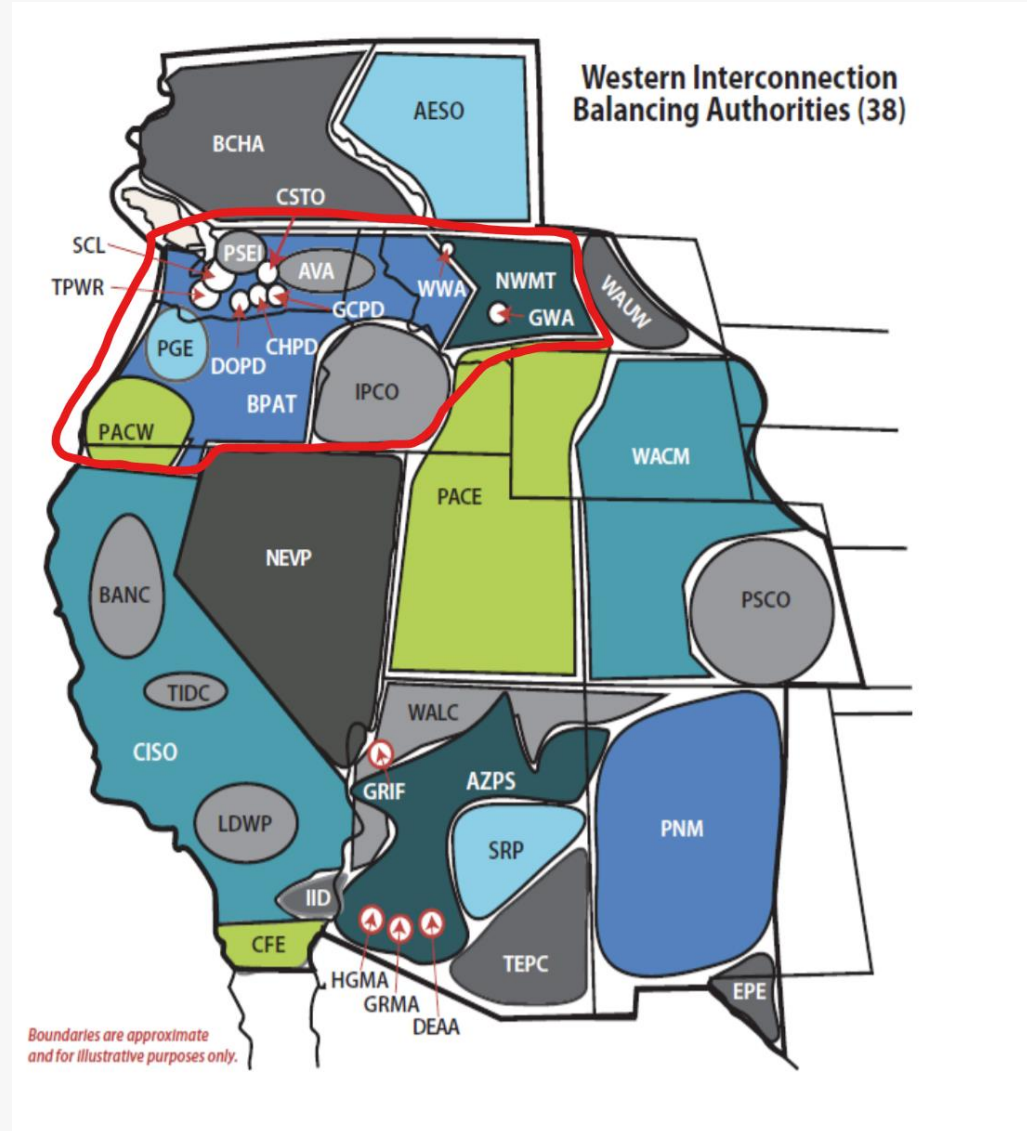 Western Interconnection
Balancing Authorities (38)
AESO
BCHA
CSTO
SCL
PSEI
AVA
TPWR
WWA
NWMT
WAUW
GCPD
GWA
PGE
CHPD
DOPD
IPCO
BPAT
PACW
WACM
PACE
NEVP
BANC
PSCO
TIDC
WALC
CISO
GRIF
AZPS
LDWP
PNM
SRP
IID
CFE
TEPC
HGMA
GRMA
EPE
DEAA
Boundaries are approximate
and for illustrative purposes only.